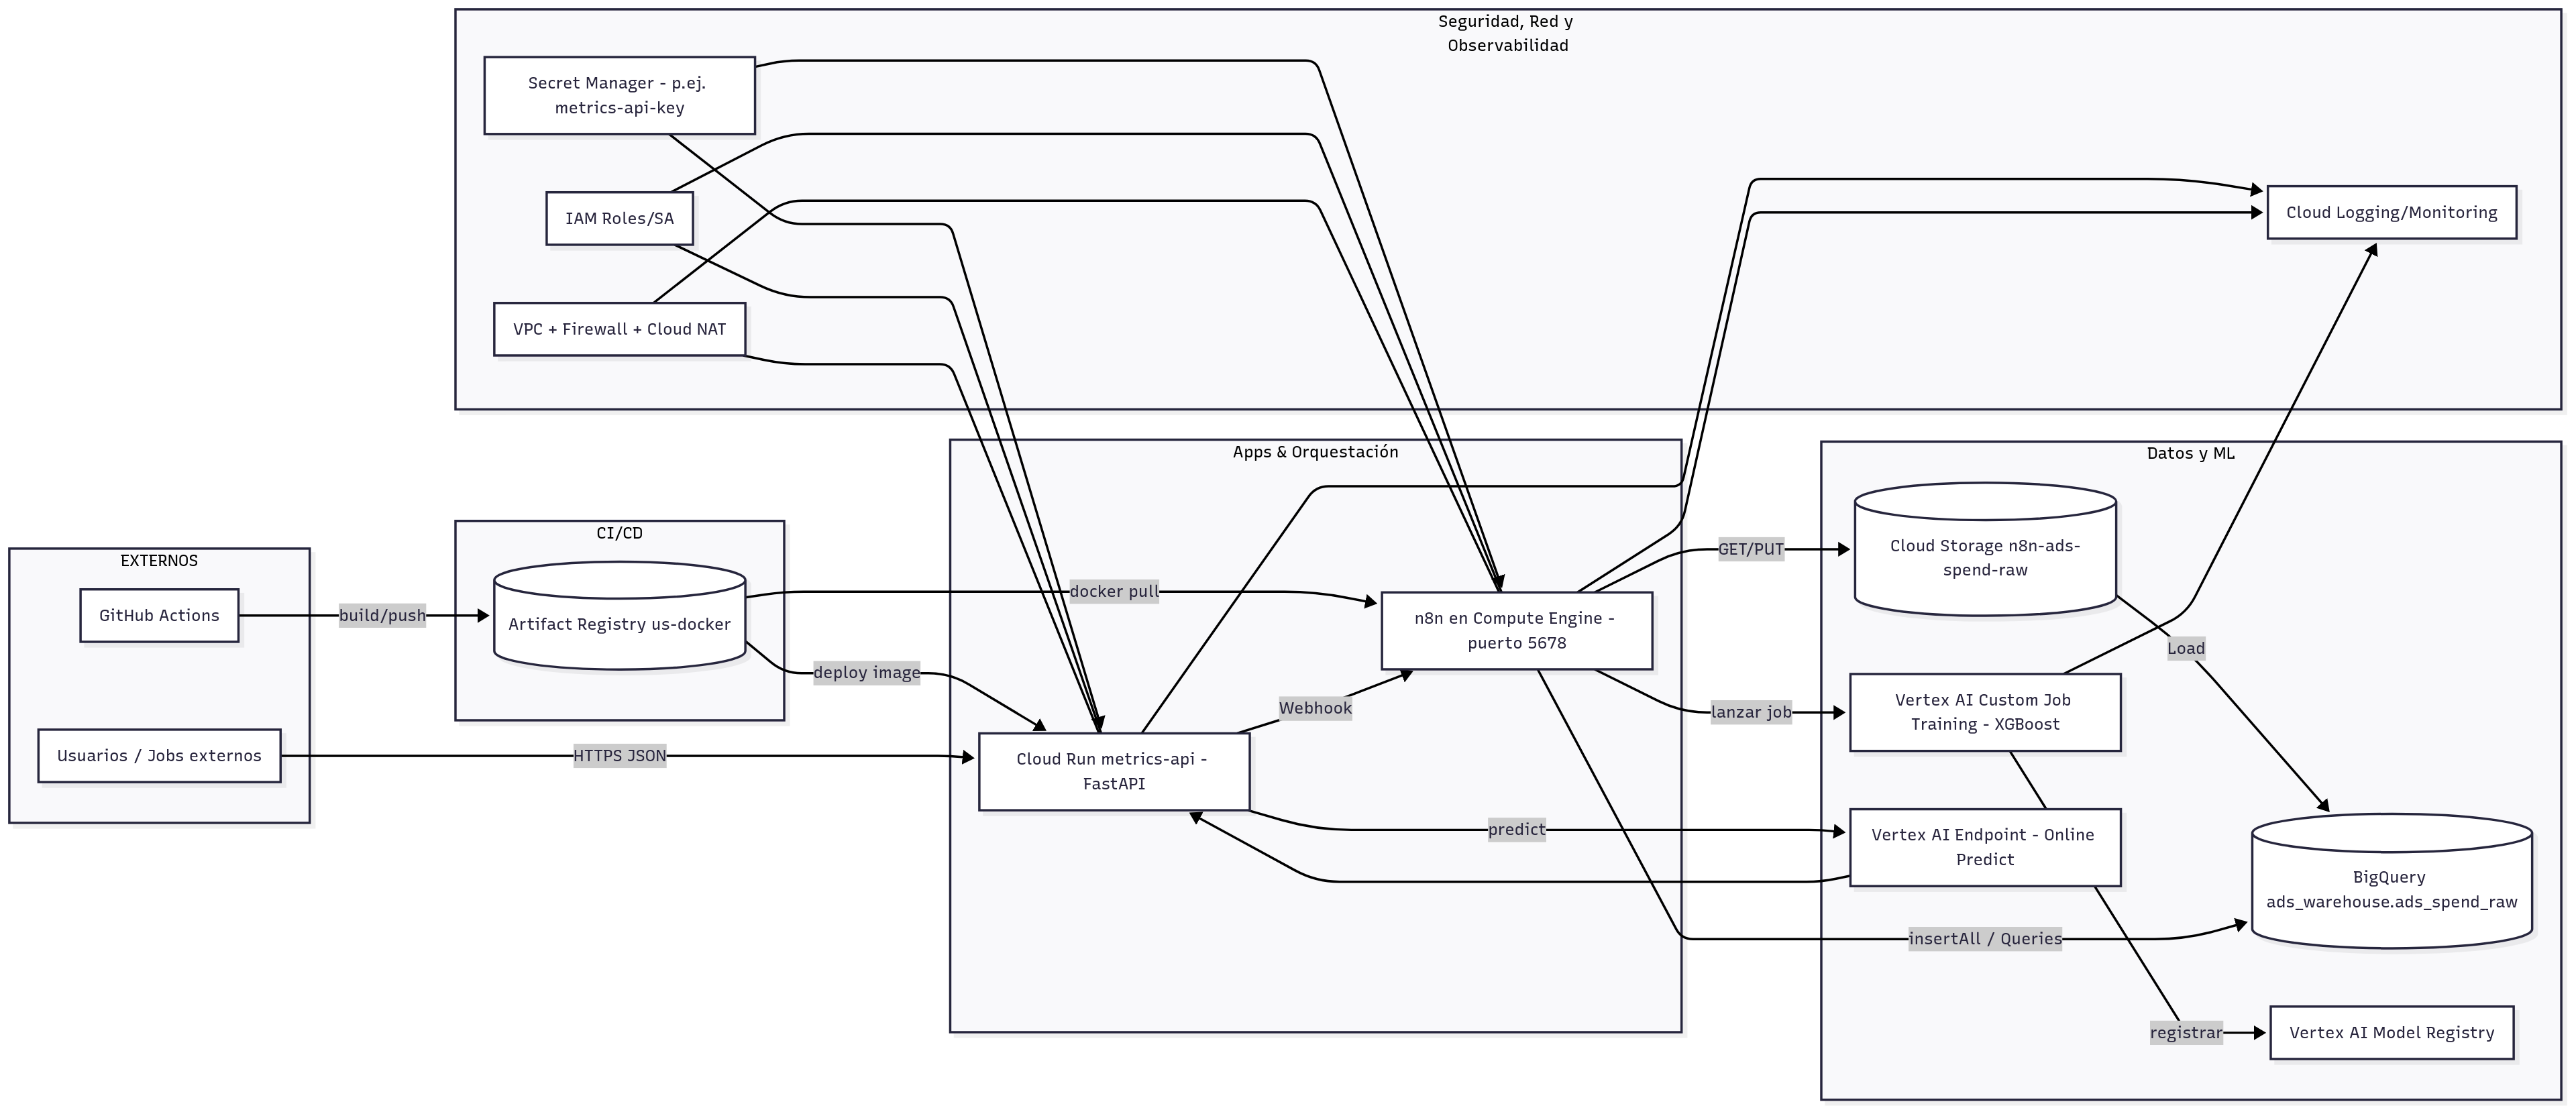 Seguridad, Red y
Observabilidad
Secret Manager - p.ej.
metrics-api-key
IAM Roles/SA
VPC + Firewall + Cloud NAT
Cloud Logging/Monitoring
EXTERNOS
GitHub Actions
build/push
Usuarios / Jobs externos
HTTPS JSON
CI/CD
Artifact Registry us-docker
docker pull
deploy image
Apps & Orquestación
n8n en Compute Engine -
puerto 5678
Webhook
Cloud Run metrics-api -
FastAPI
predict
GET/PUT
lanzar job
insertAll / Queries
Datos y ML
Cloud Storage n8n-ads-
spend-raw
Load
Vertex AI Custom Job
Training - XGBoost
Vertex AI Endpoint - Online
Predict
BigQuery
ads_warehouse.ads_spend_raw
registrar
Vertex AI Model Registry